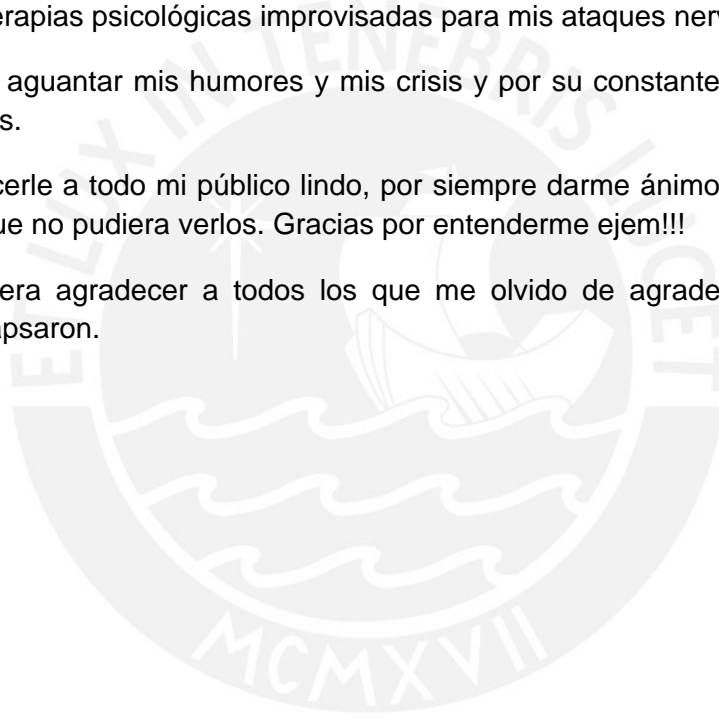 erapias psicológicas improvisadas para mis ataques ner
aguantar mis humores y mis crisis y por su constante
s.
cerle a todo mi público lindo, por siempre darme ánimo
ue no pudiera verlos. Gracias por entenderme ejem!!!
era agradecer a todos los que me olvido de agrade
apsaron.
ET LUX IN TENEBRIS LUCET
MCMXVII